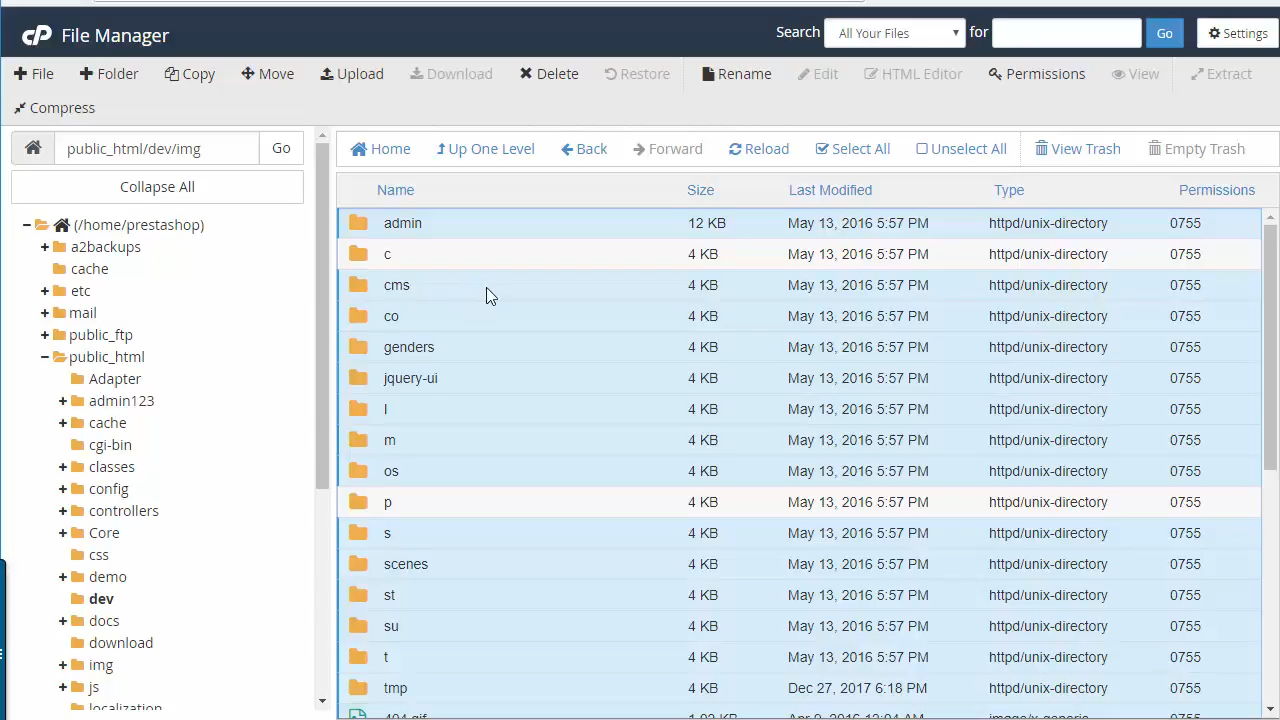 cP File Manager Search All Your Files for Go Settings
File Folder Copy Move Upload Download Delete Restore Rename Edit HTML Editor Permissions View Extract
Compress
public_html/dev/img Go
Collapse All
(/home/prestashop)
a2backups
cache
etc
mail
public_ftp
public_html
Adapter
admin123
cache
cgi-bin
classes
config
controllers
Core
css
demo
dev
docs
download
img
js
localization
Home Up One Level Back Forward Reload Select All Unselect All View Trash Empty Trash
Name Size Last Modified Type Permissions
admin 12 KB May 13, 2016 5:57 PM httpd/unix-directory 0755
c 4 KB May 13, 2016 5:57 PM httpd/unix-directory 0755
cms 4 KB May 13, 2016 5:57 PM httpd/unix-directory 0755
co 4 KB May 13, 2016 5:57 PM httpd/unix-directory 0755
genders 4 KB May 13, 2016 5:57 PM httpd/unix-directory 0755
jquery-ui 4 KB May 13, 2016 5:57 PM httpd/unix-directory 0755
l 4 KB May 13, 2016 5:57 PM httpd/unix-directory 0755
m 4 KB May 13, 2016 5:57 PM httpd/unix-directory 0755
os 4 KB May 13, 2016 5:57 PM httpd/unix-directory 0755
p 4 KB May 13, 2016 5:57 PM httpd/unix-directory 0755
s 4 KB May 13, 2016 5:57 PM httpd/unix-directory 0755
scenes 4 KB May 13, 2016 5:57 PM httpd/unix-directory 0755
st 4 KB May 13, 2016 5:57 PM httpd/unix-directory 0755
su 4 KB May 13, 2016 5:57 PM httpd/unix-directory 0755
t 4 KB May 13, 2016 5:57 PM httpd/unix-directory 0755
tmp 4 KB Dec 27, 2017 6:18 PM httpd/unix-directory 0755
404.gif